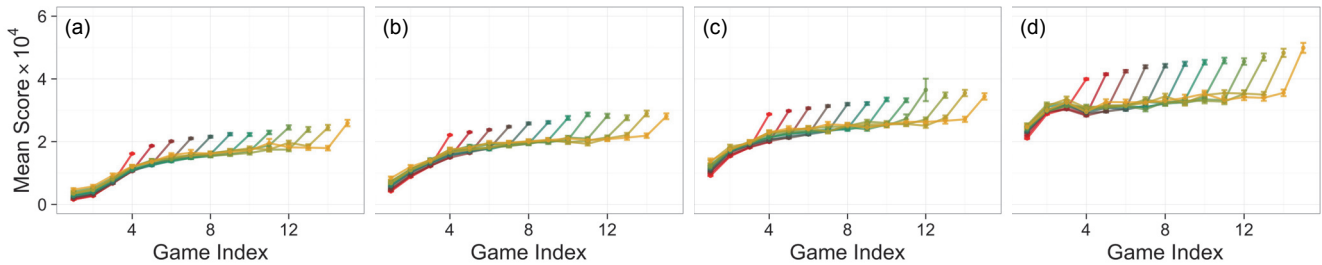 (a) (b) (c) (d)
Mean Score × 10⁴
6
4
2
0
4 8 12 4 8 12 4 8 12 4 8 12
Game Index Game Index Game Index Game Index